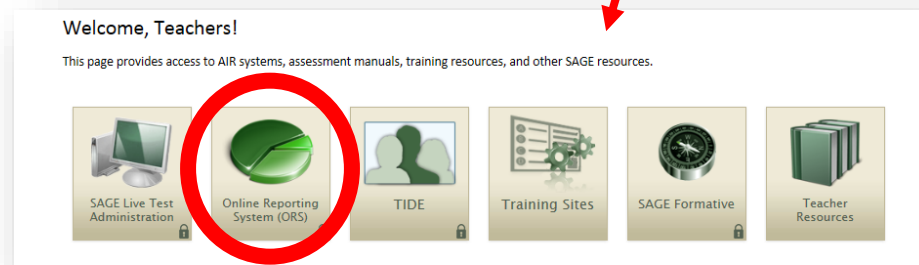 Welcome, Teachers!
This page provides access to AIR systems, assessment manuals, training resources, and other SAGE resources.
SAGE Live Test
Administration
Online Reporting
System (ORS)
TIDE
Training Sites
SAGE Formative
Teacher
Resources